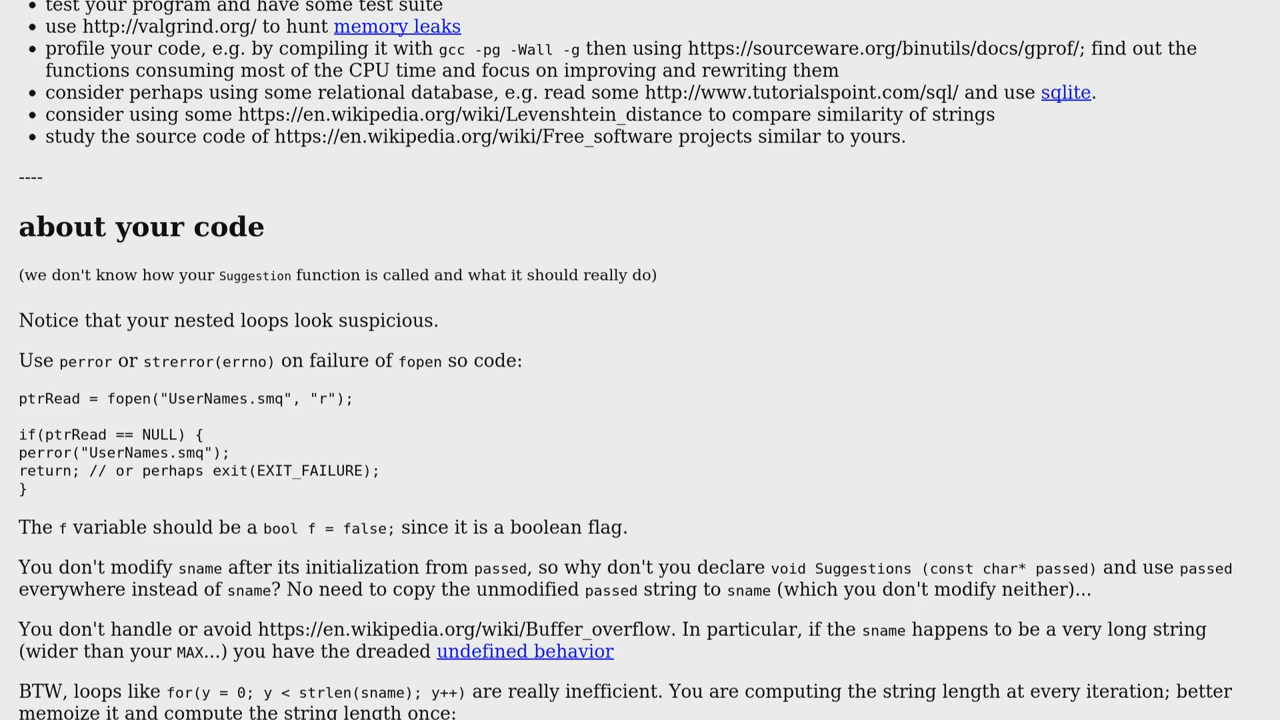 test your program and have some test suite
use http://valgrind.org/ to hunt memory leaks
profile your code, e.g. by compiling it with gcc -pg -Wall -g then using https://sourceware.org/binutils/docs/gprof/; find out the
functions consuming most of the CPU time and focus on improving and rewriting them
consider perhaps using some relational database, e.g. read some http://www.tutorialspoint.com/sql/ and use sqlite.
consider using some https://en.wikipedia.org/wiki/Levenshtein_distance to compare similarity of strings
study the source code of https://en.wikipedia.org/wiki/Free_software projects similar to yours.
----
about your code
(we don't know how your Suggestion function is called and what it should really do)
Notice that your nested loops look suspicious.
Use perror or strerror(errno) on failure of fopen so code:
ptrRead = fopen("UserNames.smq", "r");
if(ptrRead == NULL) {
perror("UserNames.smq");
return; // or perhaps exit(EXIT_FAILURE);
}
The f variable should be a bool f = false; since it is a boolean flag.
You don't modify sname after its initialization from passed, so why don't you declare void Suggestions (const char* passed) and use passed
everywhere instead of sname? No need to copy the unmodified passed string to sname (which you don't modify neither)...
You don't handle or avoid https://en.wikipedia.org/wiki/Buffer_overflow. In particular, if the sname happens to be a very long string
(wider than your MAX...) you have the dreaded undefined behavior
BTW, loops like for(y = 0; y < strlen(sname); y++) are really inefficient. You are computing the string length at every iteration; better
memoize it and compute the string length once: